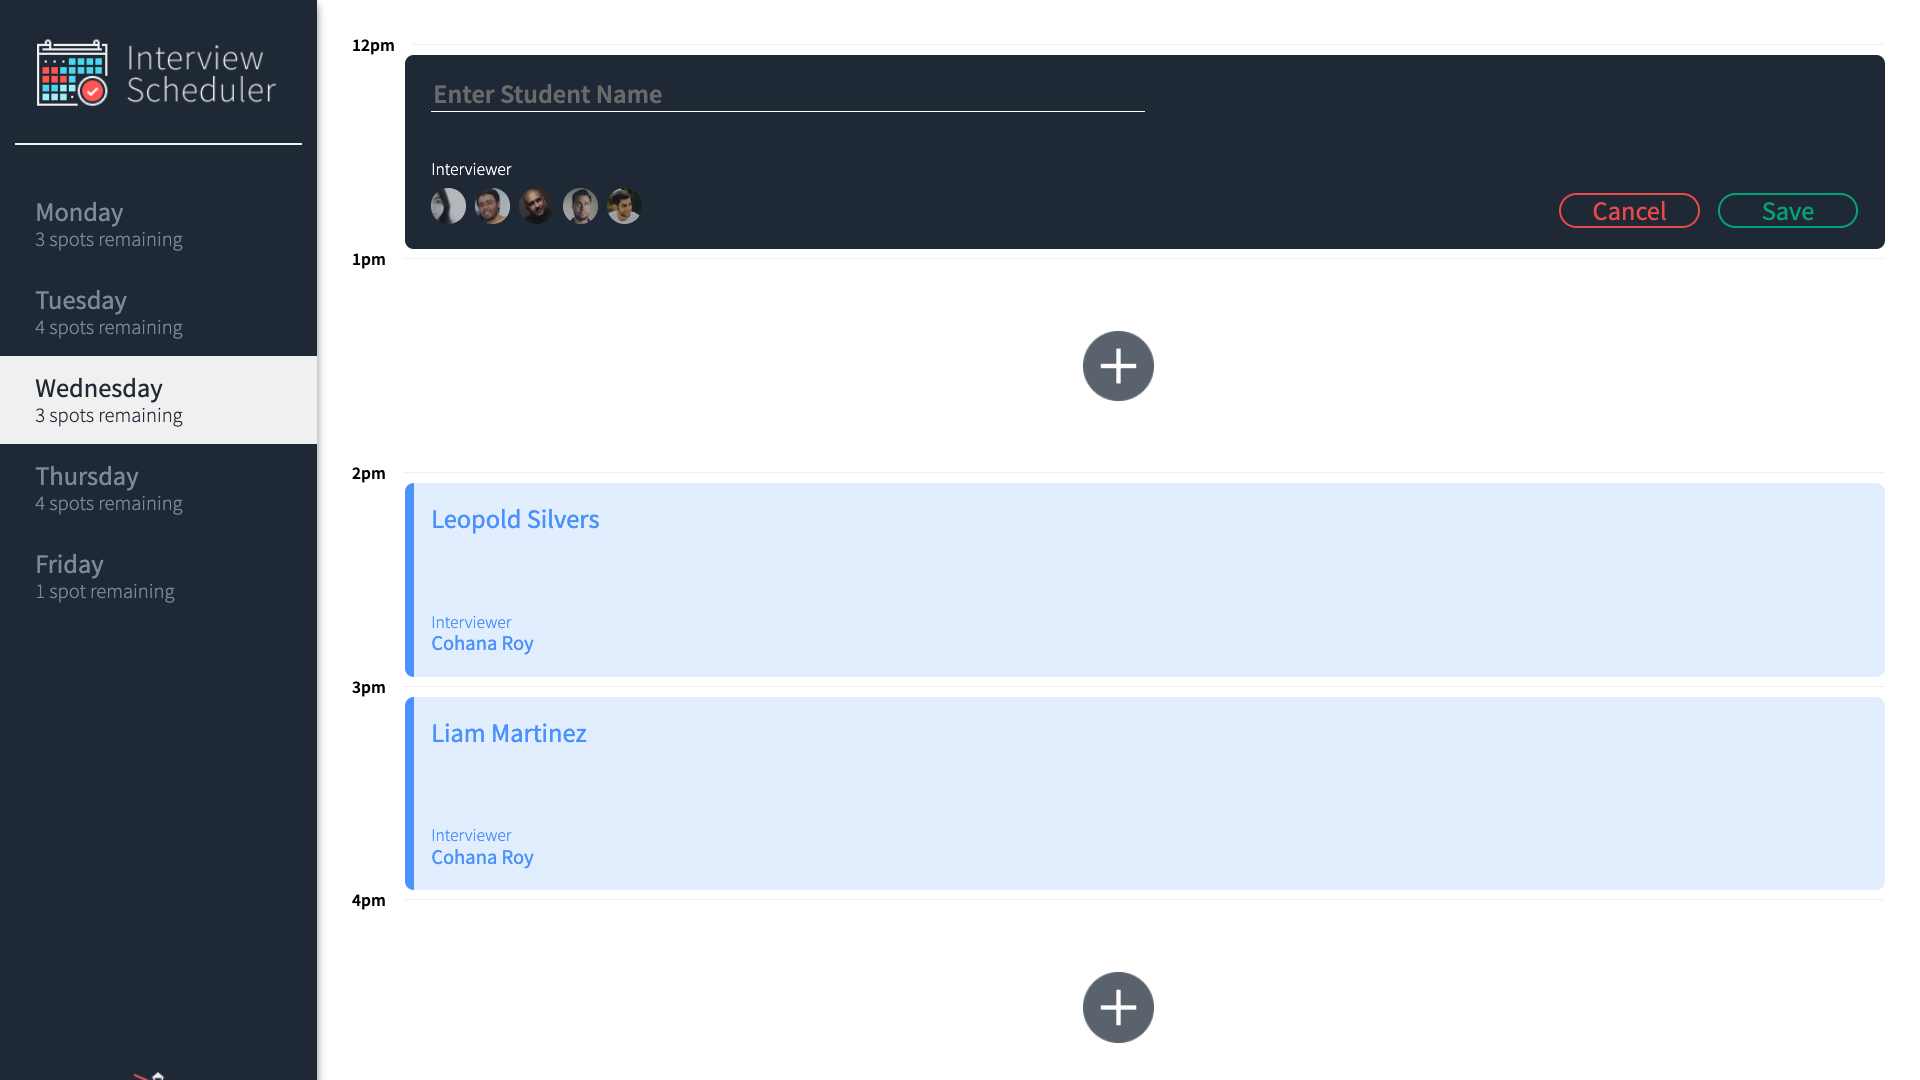 Interview
Scheduler
Monday
3 spots remaining
Tuesday
4 spots remaining
Wednesday
3 spots remaining
Thursday
4 spots remaining
Friday
1 spot remaining
12pm
Enter Student Name
Interviewer
Cancel
Save
1pm
2pm
Leopold Silvers
Interviewer
Cohana Roy
3pm
Liam Martinez
Interviewer
Cohana Roy
4pm